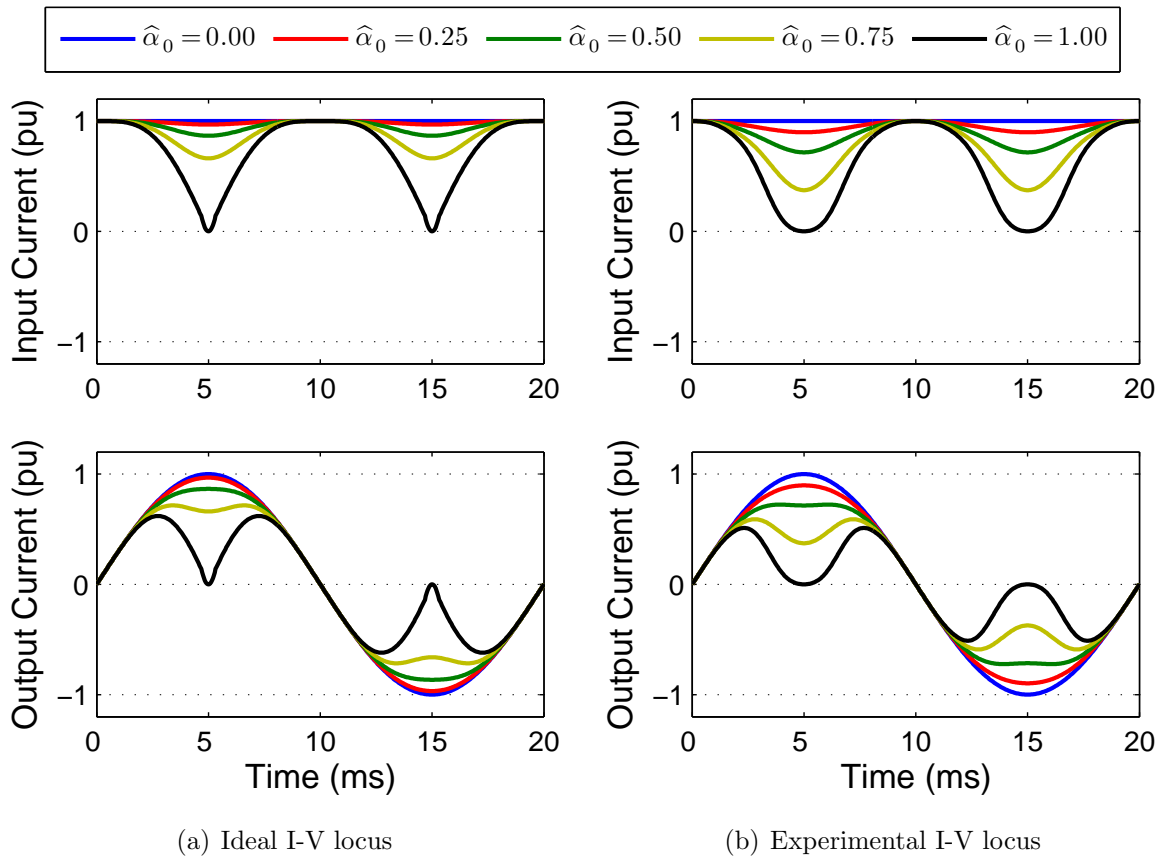 α̂₀ = 0.00 α̂₀ = 0.25 α̂₀ = 0.50 α̂₀ = 0.75 α̂₀ = 1.00
Input Current (pu)
1
0
−1
0 5 10 15 20
Input Current (pu)
1
0
−1
0 5 10 15 20
Output Current (pu)
1
0
−1
0 5 10 15 20
Time (ms)
Output Current (pu)
1
0
−1
0 5 10 15 20
Time (ms)
(a) Ideal I-V locus
(b) Experimental I-V locus